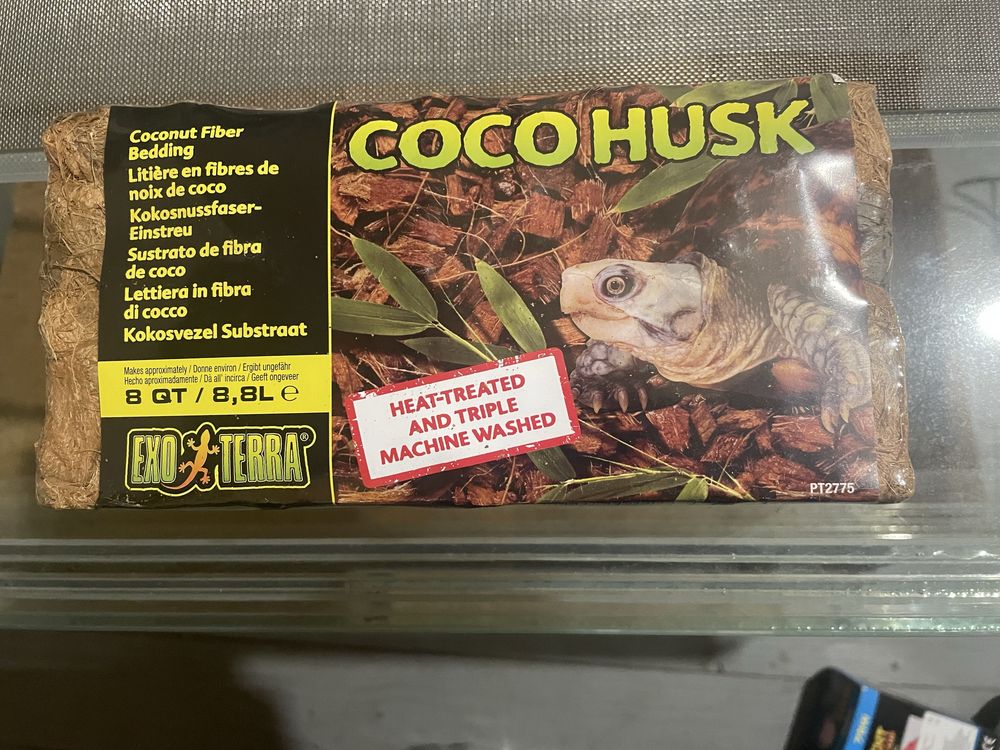 Coconut Fiber
Bedding
Litière en fibres de
noix de coco
Kokosnussfaser-
Einstreu
Sustrato de fibra
de coco
Lettiera in fibra
di cocco
Kokosvezel Substraat
Makes approximately / Donne environ / Ergibt ungefähr
Hecho aproximadamente / Dà all' incirca / Geeft ongeveer
8 QT / 8,8L ℮
EXO TERRA®
COCO HUSK
HEAT-TREATED
AND TRIPLE
MACHINE WASHED
PT2775